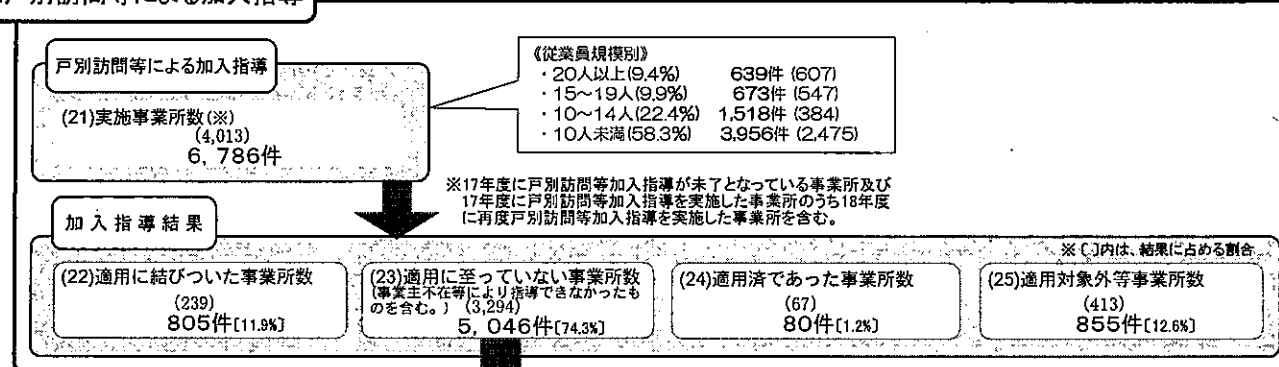 戸別訪問等による加入指導
戸別訪問等による加入指導
(21)実施事業所数(※)
(4,013)
6,786件
《従業員規模別》
・20人以上(9.4%) 639件 (607)
・15～19人(9.9%) 673件 (547)
・10～14人(22.4%) 1,518件 (384)
・10人未満(58.3%) 3,956件 (2,475)
※17年度に戸別訪問等加入指導が未了となっている事業所及び
17年度に戸別訪問等加入指導を実施した事業所のうち18年度
に再度戸別訪問等加入指導を実施した事業所を含む。
加入指導結果
※〔〕内は、結果に占める割合
(22)適用に結びついた事業所数
(239)
805件[11.9%]
(23)適用に至っていない事業所数
(事業主不在等により指導できなかったも
のを含む。) (3,294)
5,046件[74.3%]
(24)適用済であった事業所数
(67)
80件[1.2%]
(25)適用対象外等事業所数
(413)
855件[12.6%]